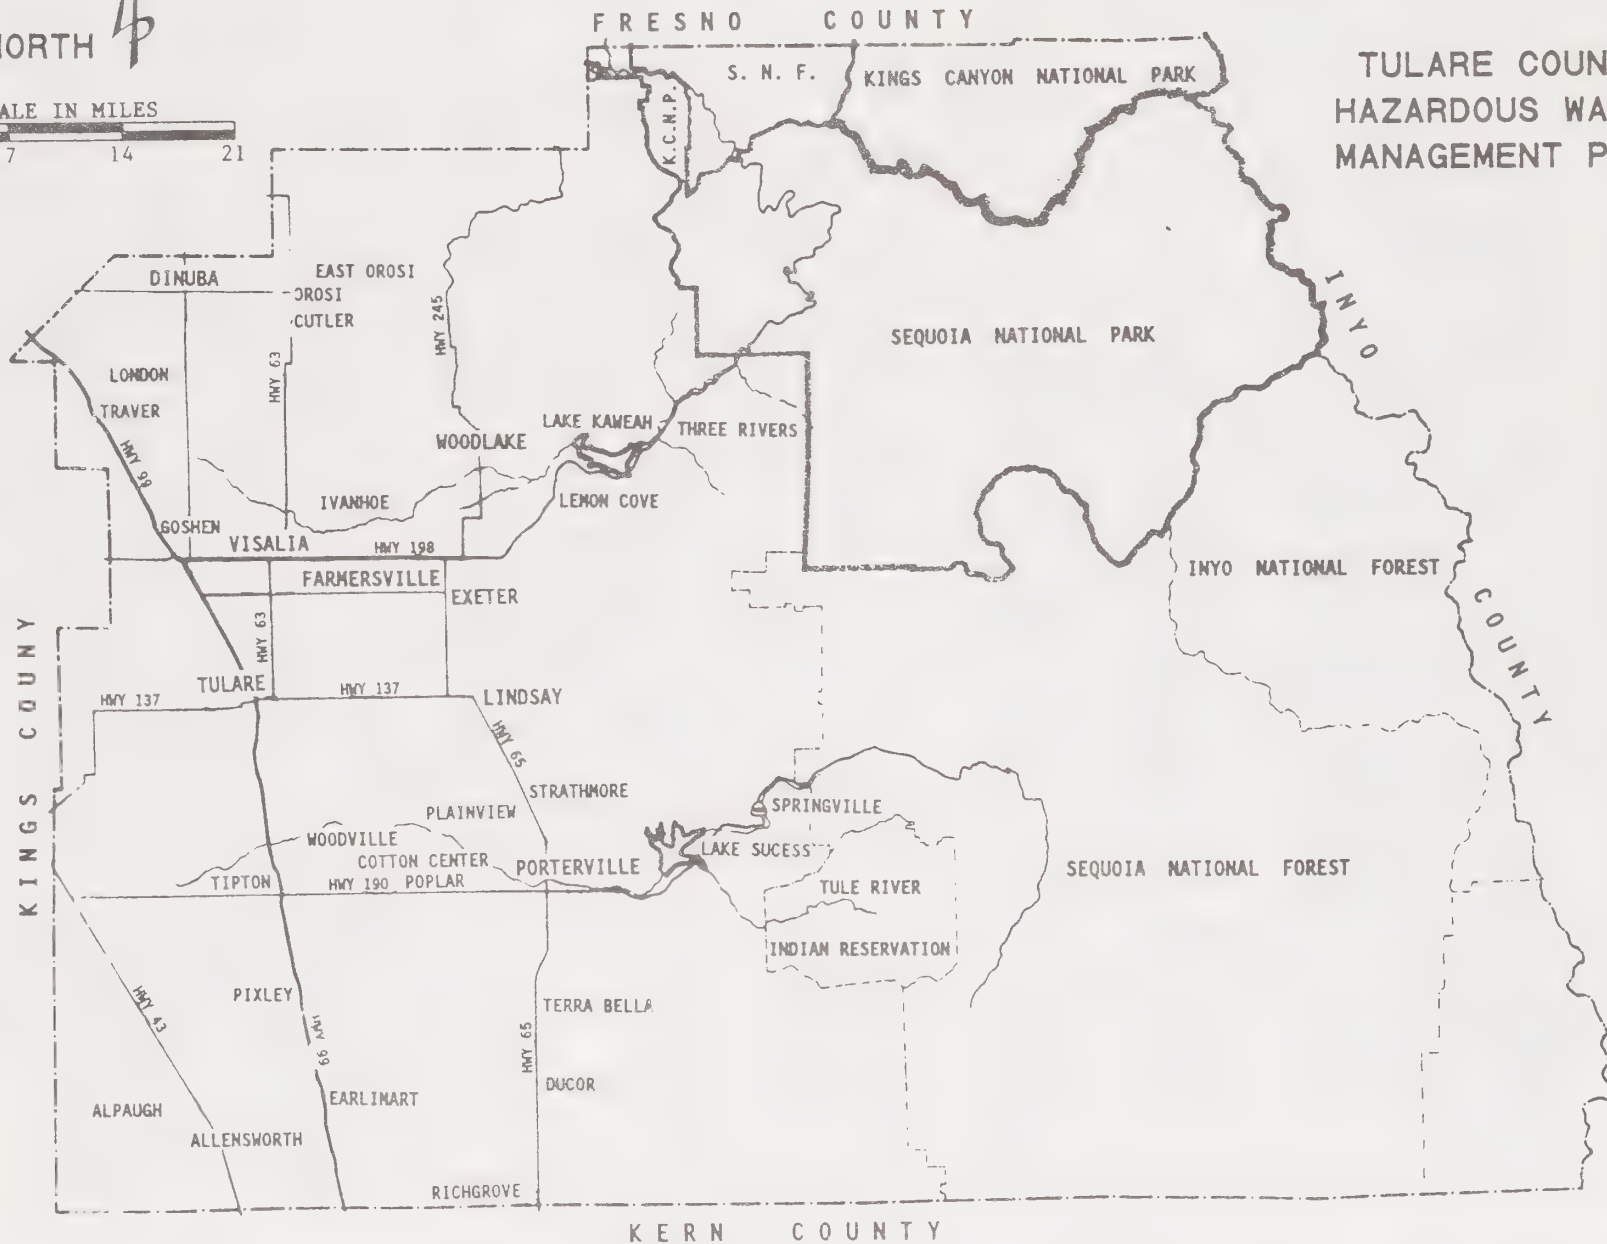 FRESNO COUNTY
NORTH
SCALE IN MILES
7 14 21
TULARE COUN
HAZARDOUS WA
MANAGEMENT P
S. N. F.
KINGS CANYON NATIONAL PARK
K.C.N.P.
DINUBA
EAST OROSI
OROSI
CUTLER
HWY 245
HWY 63
LONDON
TRAVER
HWY 99
SEQUOIA NATIONAL PARK
INYO COUNTY
LAKE KAWEAH
THREE RIVERS
WOODLAKE
IVANHOE
LEMON COVE
GOSHEN
VISALIA
HWY 198
FARMERSVILLE
EXETER
INYO NATIONAL FOREST
HWY 63
KINGS COUNY
TULARE
HWY 137
HWY 137
LINDSAY
HWY 65
STRATHMORE
PLAINVIEW
SPRINGVILLE
WOODVILLE
COTTON CENTER
PORTERVILLE
LAKE SUCESS
TIPTON
HWY 190
POPLAR
TULE RIVER
INDIAN RESERVATION
SEQUOIA NATIONAL FOREST
HWY 43
PIXLEY
HWY 99
TERRA BELLA
HWY 65
DUCOR
EARLIMART
ALPAUGH
ALLENSWORTH
RICHGROVE
KERN COUNTY